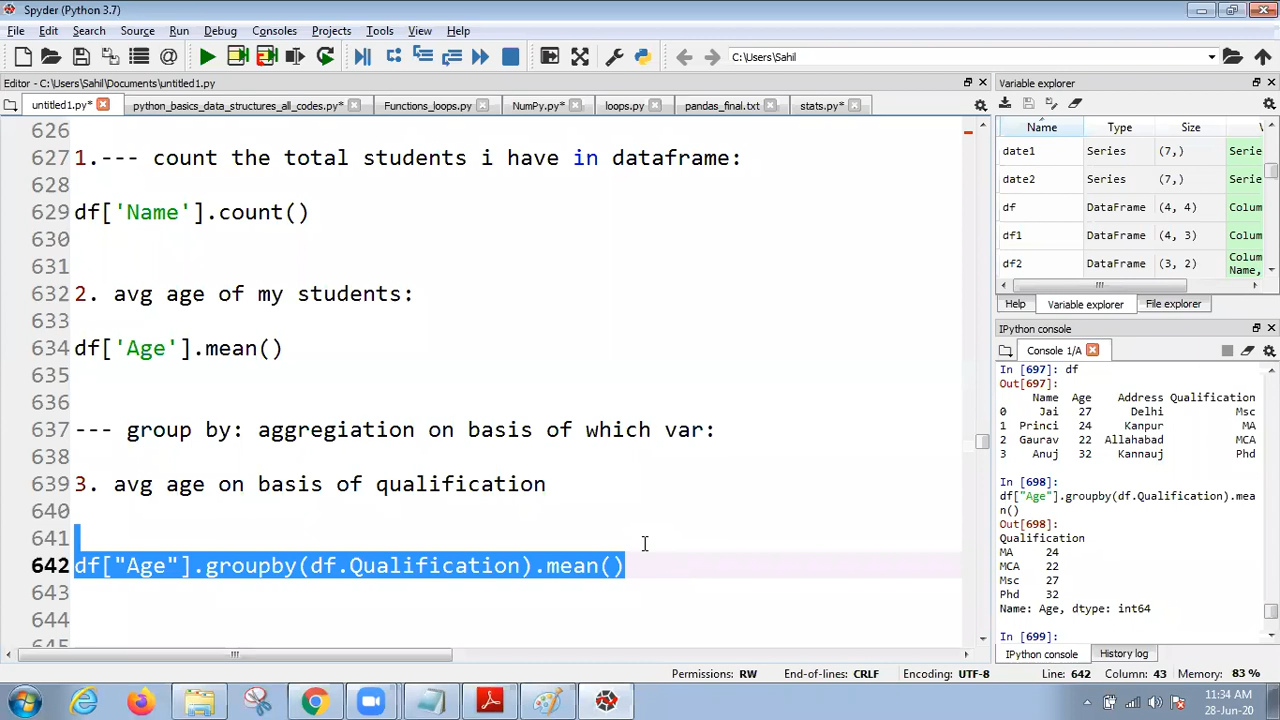 Spyder (Python 3.7)
File Edit Search Source Run Debug Consoles Projects Tools View Help
C:\Users\Sahil
Editor - C:\Users\Sahil\Documents\untitled1.py
untitled1.py* python_basics_data_structures_all_codes.py* Functions_loops.py NumPy.py* loops.py pandas_final.txt stats.py*
626
627 1.--- count the total students i have in dataframe:
628
629 df['Name'].count()
630
631
632 2. avg age of my students:
633
634 df['Age'].mean()
635
636
637 --- group by: aggregiation on basis of which var:
638
639 3. avg age on basis of qualification
640
641
642 df["Age"].groupby(df.Qualification).mean()
643
644
645
Variable explorer
Name Type Size
date1 Series (7,) Serie
date2 Series (7,) Serie
df DataFrame (4, 4) Colum
df1 DataFrame (4, 3) Colum
df2 DataFrame (3, 2) Colum
Name,
Help Variable explorer File explorer
IPython console
Console 1/A
In [697]: df
Out[697]:
Name Age Address Qualification
0 Jai 27 Delhi Msc
1 Princi 24 Kanpur MA
2 Gaurav 22 Allahabad MCA
3 Anuj 32 Kannauj Phd
In [698]:
df["Age"].groupby(df.Qualification).mea
n()
Out[698]:
Qualification
MA 24
MCA 22
Msc 27
Phd 32
Name: Age, dtype: int64
In [699]:
IPython console History log
Permissions: RW End-of-lines: CRLF Encoding: UTF-8 Line: 642 Column: 43 Memory: 83 %
11:34 AM
28-Jun-20